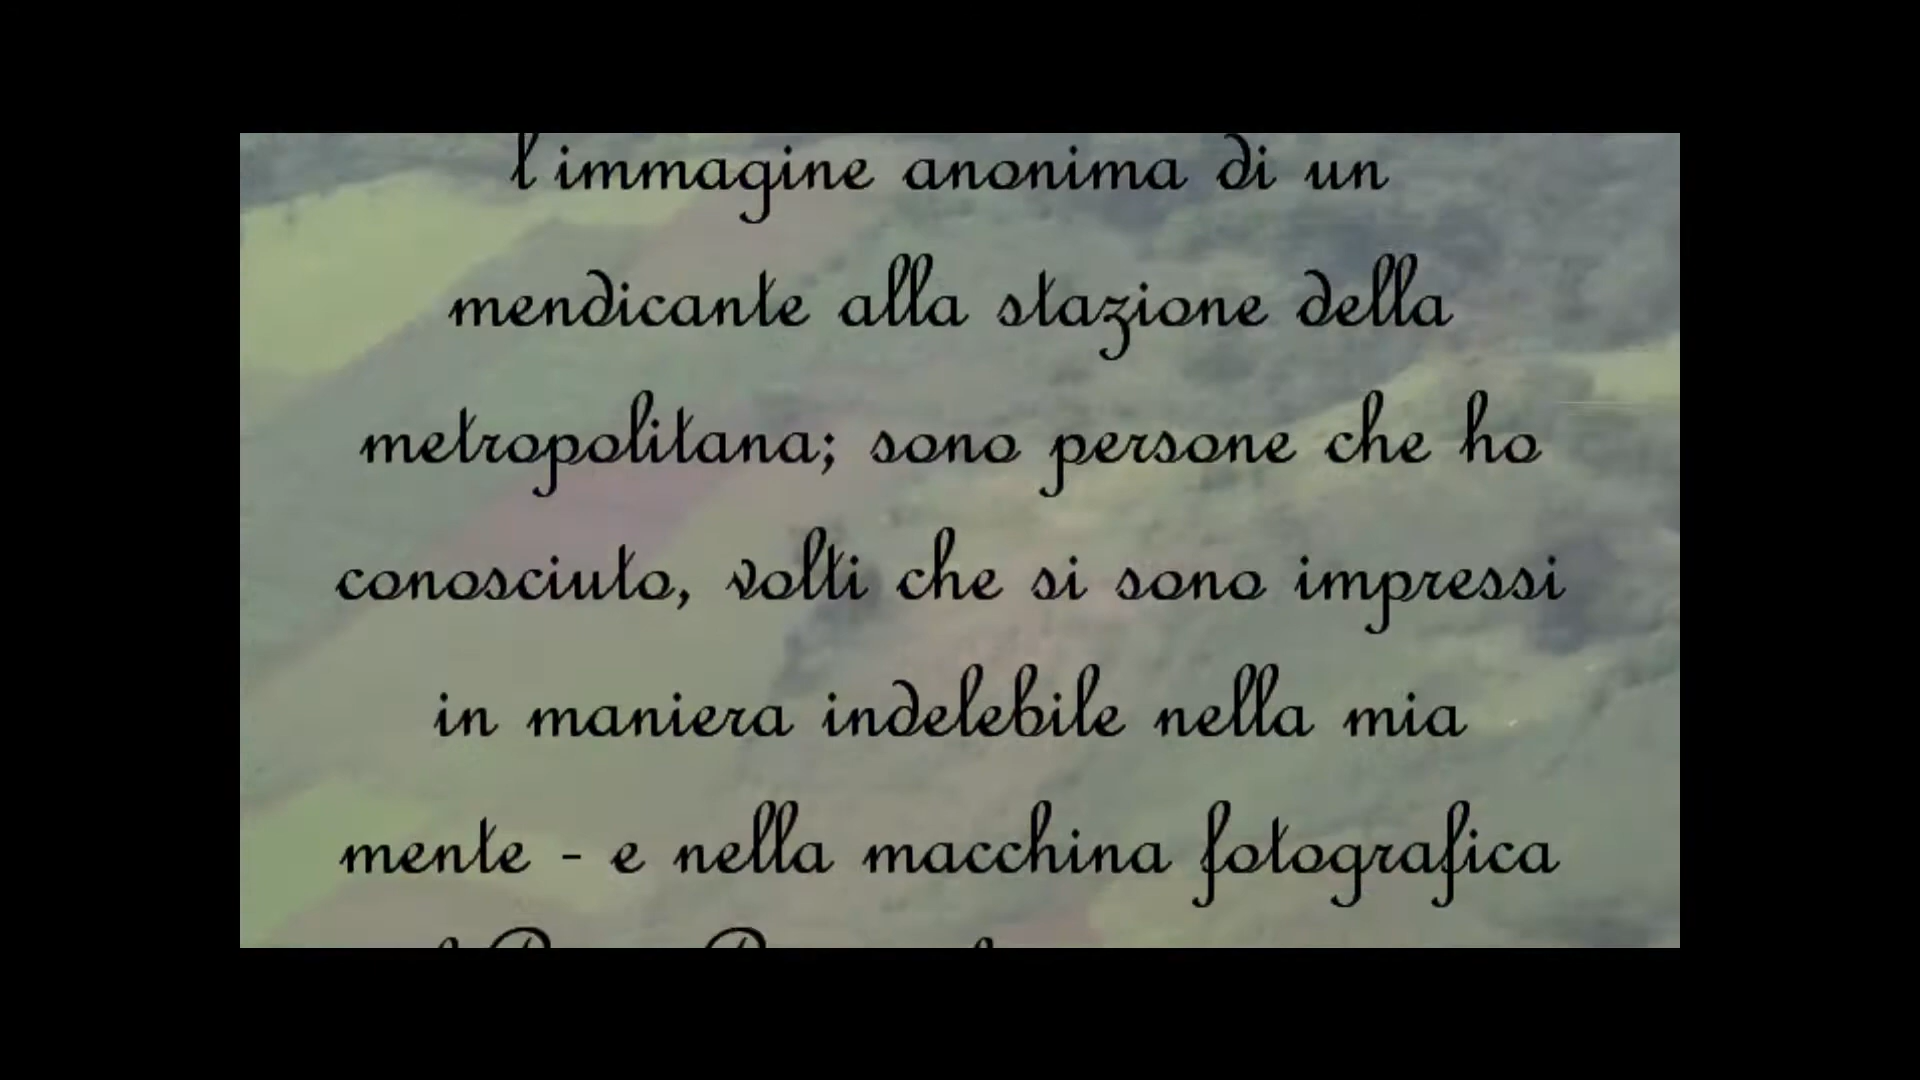 l'immagine anonima di un
mendicante alla stazione della
metropolitana; sono persone che ho
conosciuto, volti che si sono impressi
in maniera indelebile nella mia
mente - e nella macchina fotografica